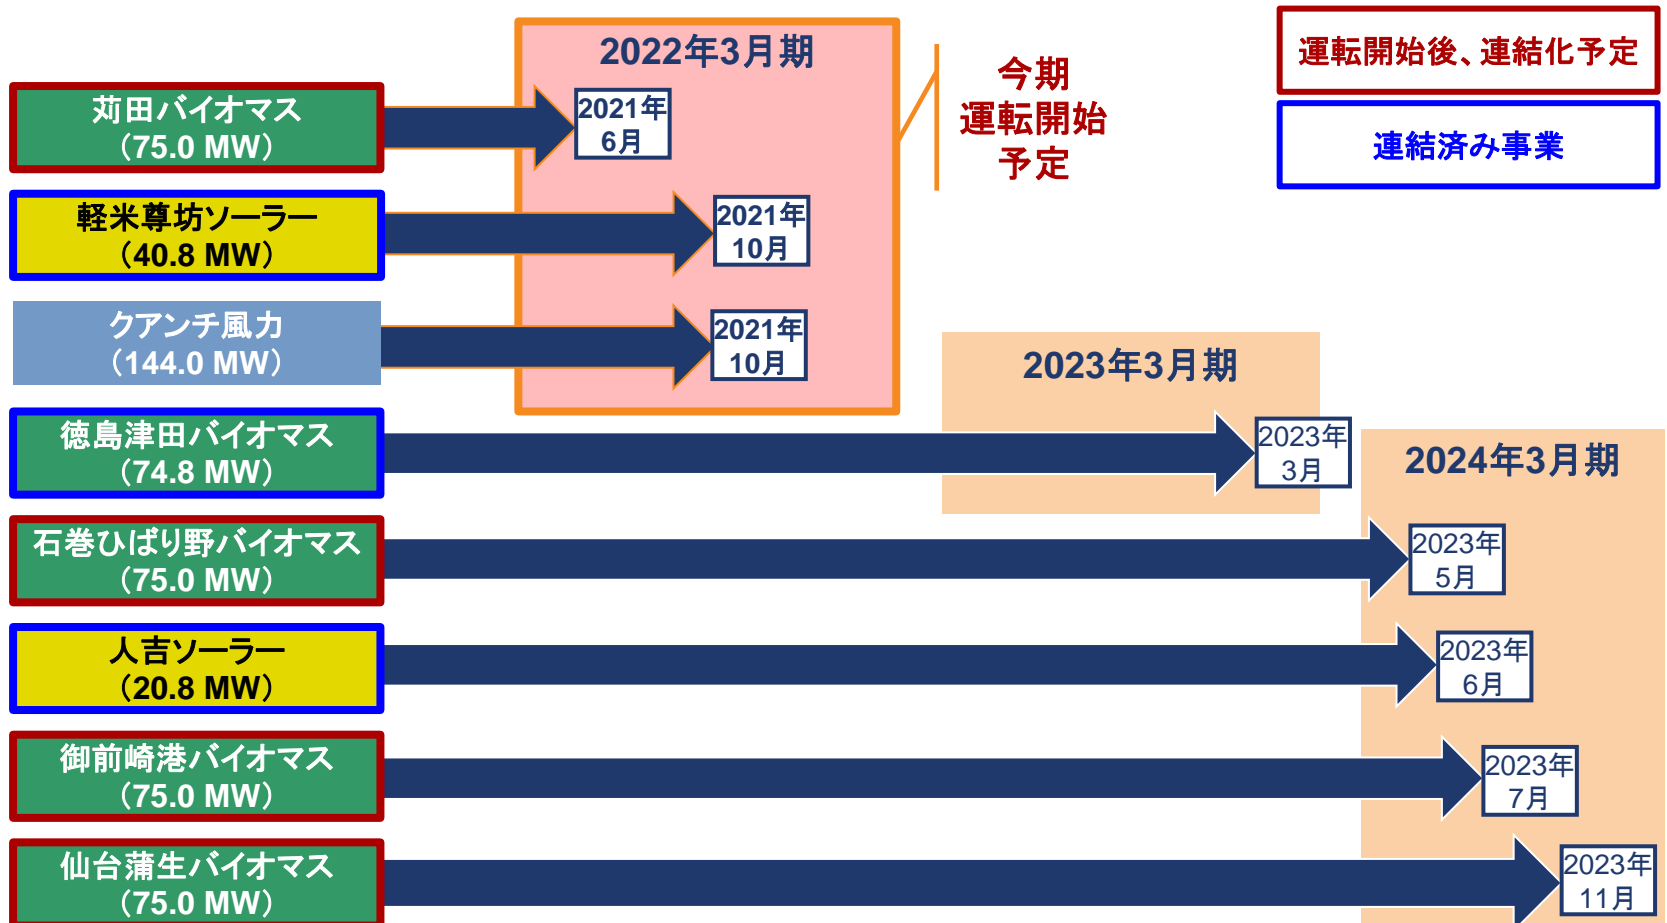 2022年3月期
今期
運転開始
予定
運転開始後、連結化予定
連結済み事業
苅田バイオマス
（75.0 MW）
2021年
6月
軽米尊坊ソーラー
（40.8 MW）
2021年
10月
クアンチ風力
（144.0 MW）
2021年
10月
2023年3月期
徳島津田バイオマス
（74.8 MW）
2023年
3月
2024年3月期
石巻ひばり野バイオマス
（75.0 MW）
2023年
5月
人吉ソーラー
（20.8 MW）
2023年
6月
御前崎港バイオマス
（75.0 MW）
2023年
7月
仙台蒲生バイオマス
（75.0 MW）
2023年
11月